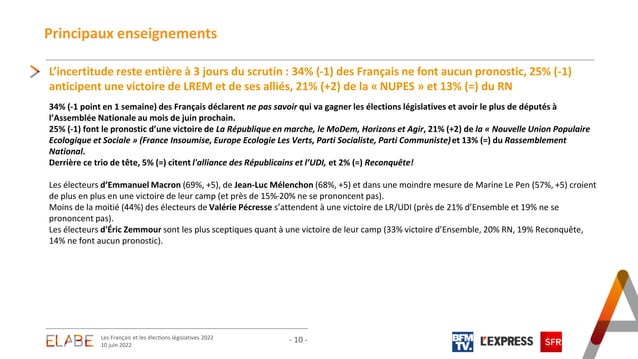 Principaux enseignements
L'incertitude reste entière à 3 jours du scrutin : 34% (-1) des Français ne font aucun pronostic, 25% (-1)
anticipent une victoire de LREM et de ses alliés, 21% (+2) de la « NUPES » et 13% (=) du RN
34% (-1 point en 1 semaine) des Français déclarent ne pas savoir qui va gagner les élections législatives et avoir le plus de députés à
l'Assemblée Nationale au mois de juin prochain.
25% (-1) font le pronostic d'une victoire de La République en marche, le MoDem, Horizons et Agir, 21% (+2) de la « Nouvelle Union Populaire
Ecologique et Sociale » (France Insoumise, Europe Ecologie Les Verts, Parti Socialiste, Parti Communiste) et 13% (=) du Rassemblement
National.
Derrière ce trio de tête, 5% (=) citent l'alliance des Républicains et l'UDI, et 2% (=) Reconquête!
Les électeurs d'Emmanuel Macron (69%, +5), de Jean-Luc Mélenchon (68%, +5) et dans une moindre mesure de Marine Le Pen (57%, +5) croient
de plus en plus en une victoire de leur camp (et près de 15%-20% ne se prononcent pas).
Moins de la moitié (44%) des électeurs de Valérie Pécresse s'attendent à une victoire de LR/UDI (près de 21% d'Ensemble et 19% ne se
prononcent pas).
Les électeurs d'Éric Zemmour sont les plus sceptiques quant à une victoire de leur camp (33% victoire d'Ensemble, 20% RN, 19% Reconquête,
14% ne font aucun pronostic).
ELABE
Les Français et les élections législatives 2022
10 juin 2022
- 10 -
BFM
TV.
L'EXPRESS
SFR